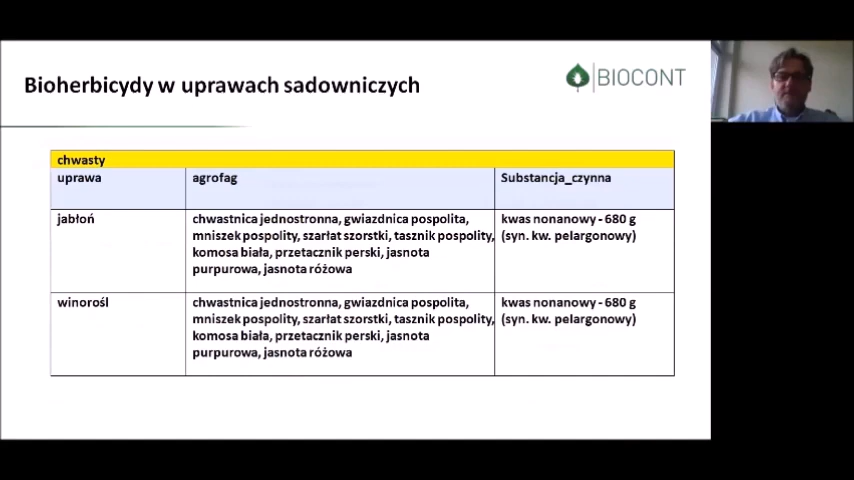 Bioherbicydy w uprawach sadowniczych
BIOCONT
chwasty
uprawa
agrofag
Substancja_czynna
jabłoń
chwastnica jednostronna, gwiazdnica pospolita,
mniszek pospolity, szarłat szorstki, tasznik pospolity,
komosa biała, przetacznik perski, jasnota
purpurowa, jasnota różowa
kwas nonanowy - 680 g
(syn. kw. pelargonowy)
winorośl
chwastnica jednostronna, gwiazdnica pospolita,
mniszek pospolity, szarłat szorstki, tasznik pospolity,
komosa biała, przetacznik perski, jasnota
purpurowa, jasnota różowa
kwas nonanowy - 680 g
(syn. kw. pelargonowy)